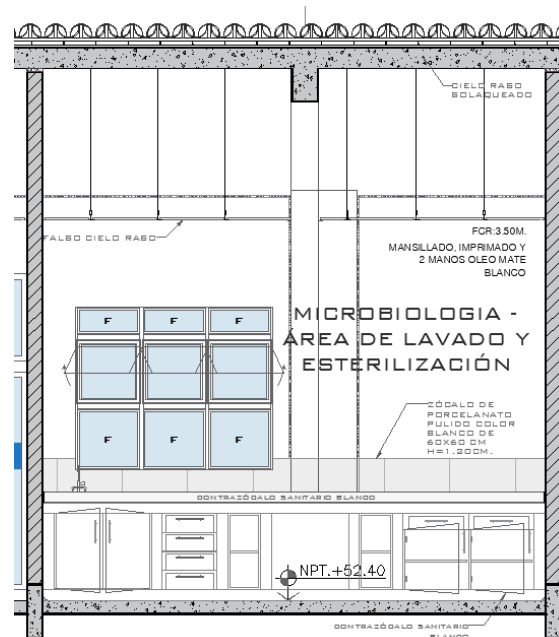 CIELO RASO
SOLAQUEADO
FALSO CIELO RASO
FCR:3.50M.
MANSILLADO, IMPRIMADO Y
2 MANOS OLEO MATE
BLANCO
MICROBIOLOGIA -
ÁREA DE LAVADO Y
ESTERILIZACIÓN
F F F
ZÓCALO DE
PORCELANATO
PULIDO COLOR
BLANCO DE
60X60 CM
H=1.20CM.
F F F
CONTRAZÓCALO SANITARIO BLANCO
NPT.+52.40
CONTRAZÓCALO SANITARIO
BLANCO